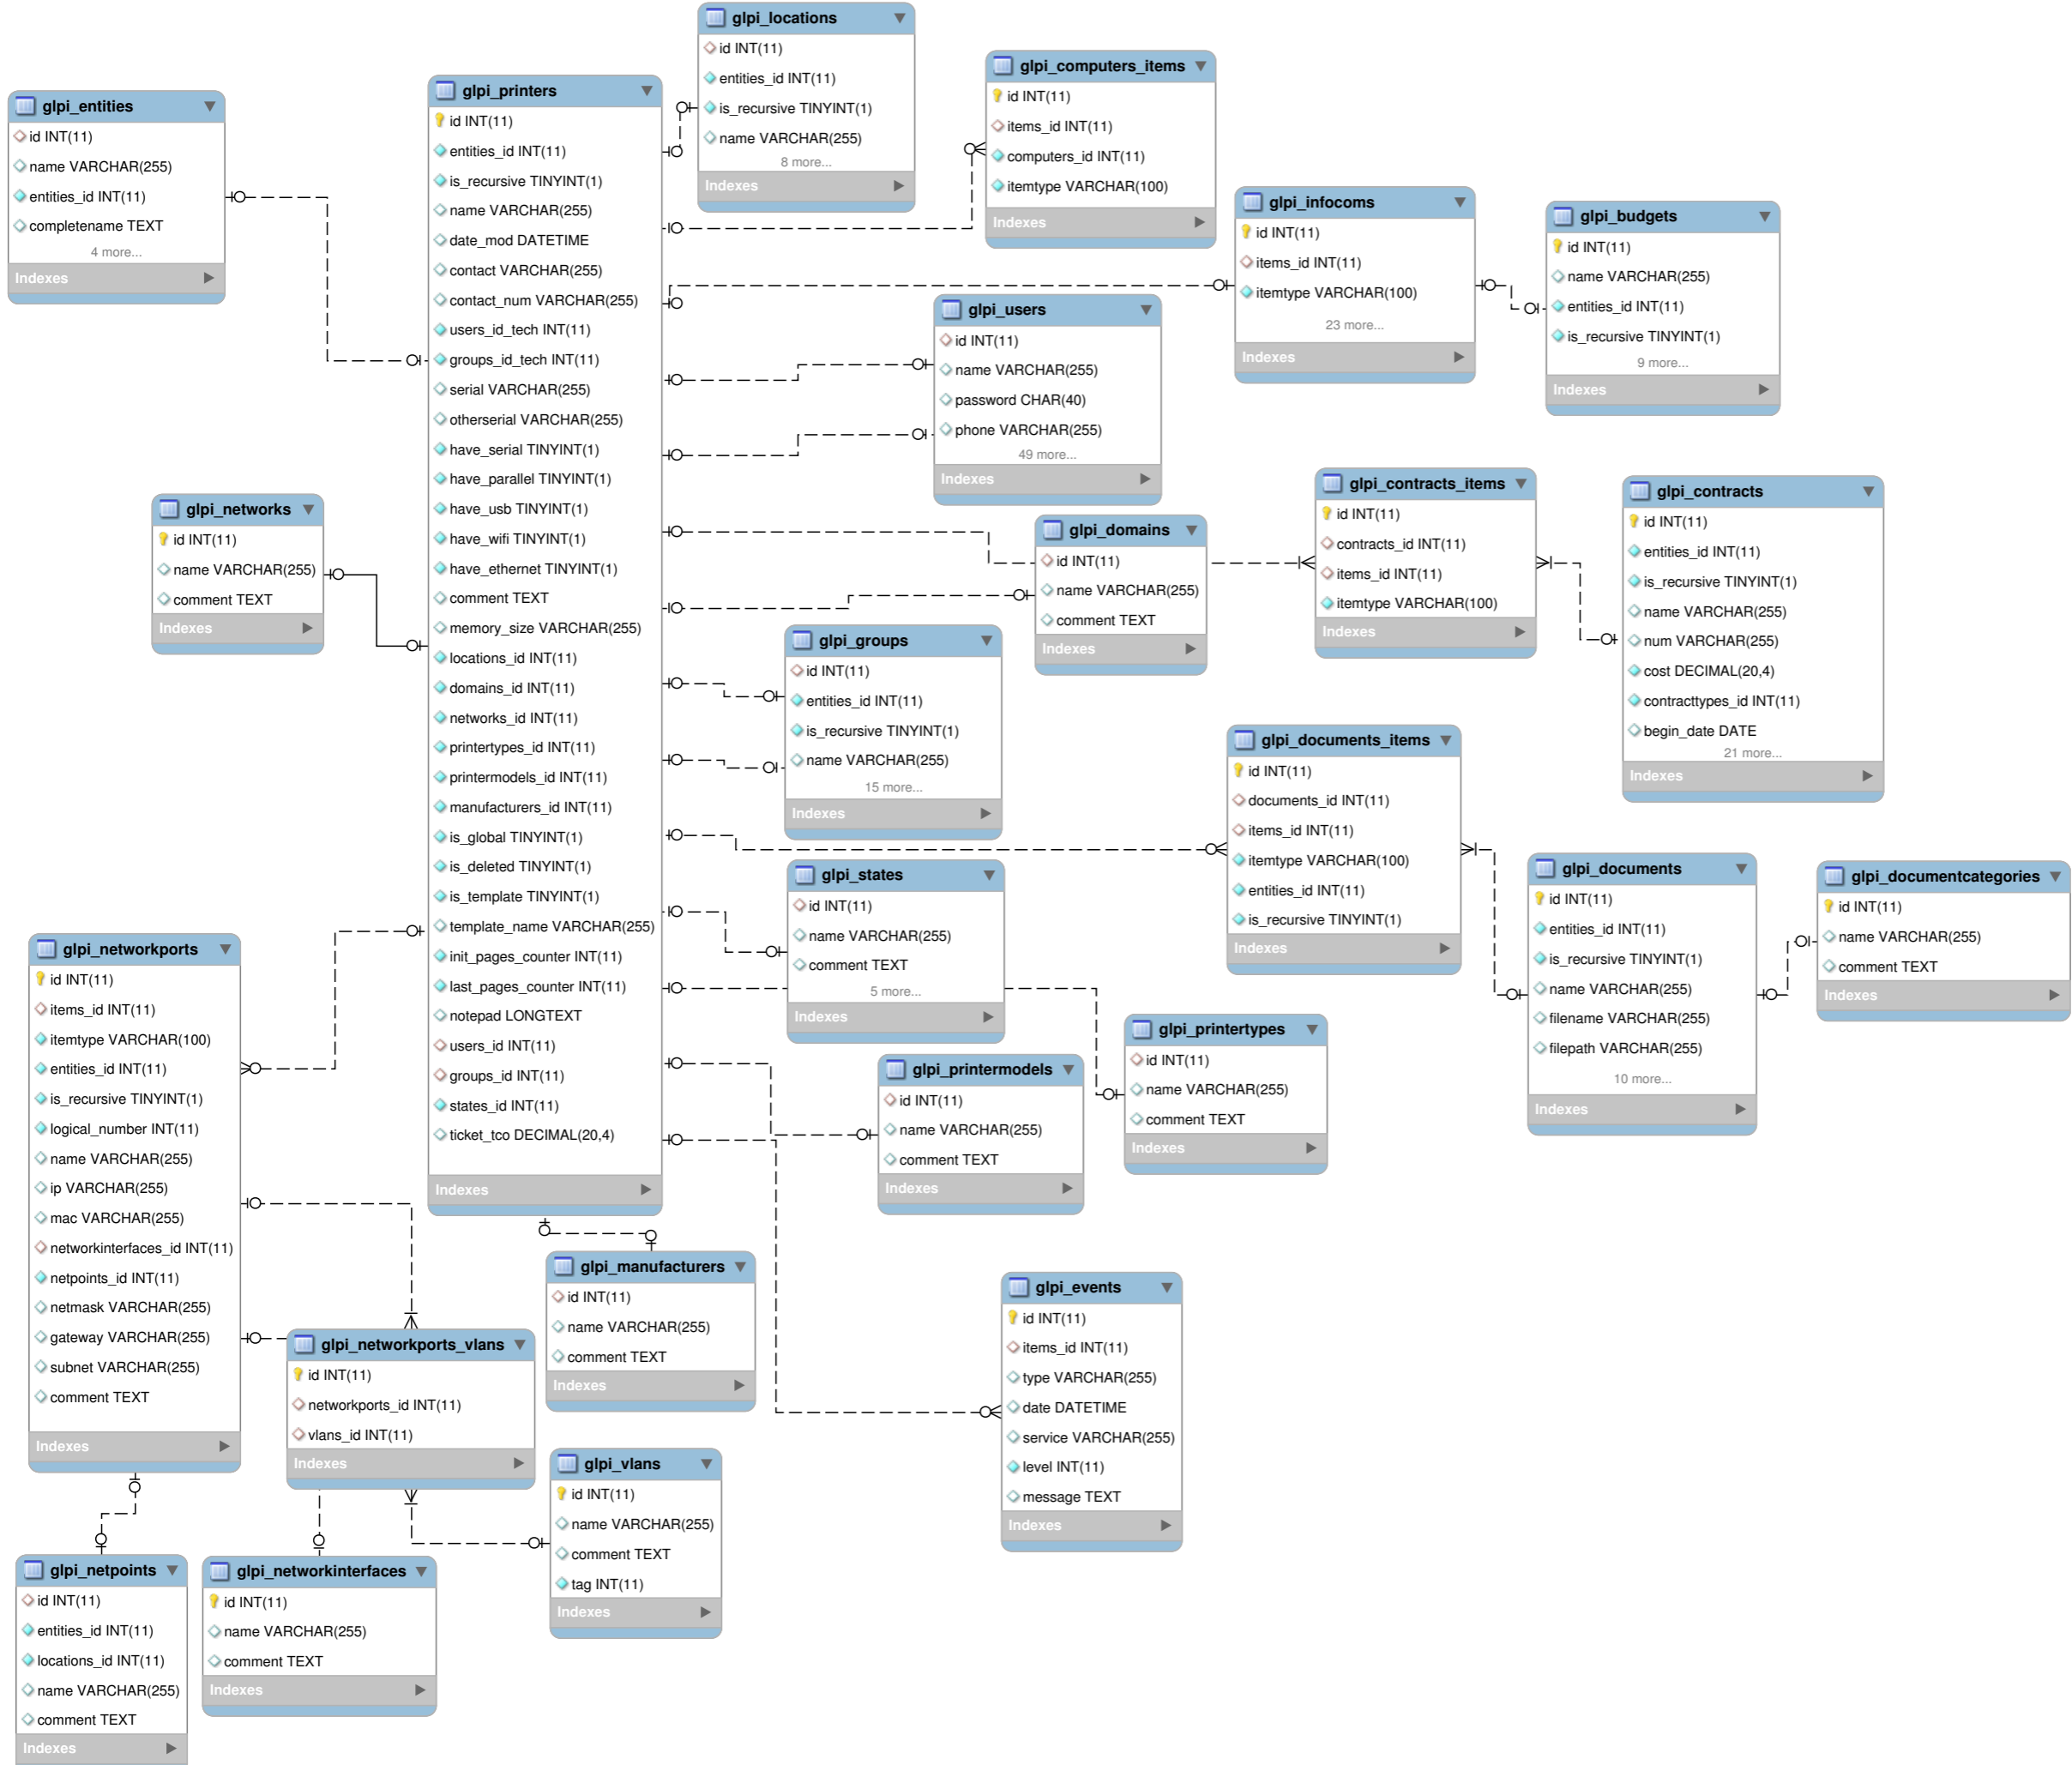 glpi_locations
id INT(11)
entities_id INT(11)
is_recursive TINYINT(1)
name VARCHAR(255)
8 more...
Indexes
glpi_computers_items
id INT(11)
items_id INT(11)
computers_id INT(11)
itemtype VARCHAR(100)
Indexes
glpi_entities
id INT(11)
name VARCHAR(255)
entities_id INT(11)
completename TEXT
4 more...
Indexes
glpi_printers
id INT(11)
entities_id INT(11)
is_recursive TINYINT(1)
name VARCHAR(255)
date_mod DATETIME
contact VARCHAR(255)
contact_num VARCHAR(255)
users_id_tech INT(11)
groups_id_tech INT(11)
serial VARCHAR(255)
otherserial VARCHAR(255)
have_serial TINYINT(1)
have_parallel TINYINT(1)
have_usb TINYINT(1)
have_wifi TINYINT(1)
have_ethernet TINYINT(1)
comment TEXT
memory_size VARCHAR(255)
locations_id INT(11)
domains_id INT(11)
networks_id INT(11)
printertypes_id INT(11)
printermodels_id INT(11)
manufacturers_id INT(11)
is_global TINYINT(1)
is_deleted TINYINT(1)
is_template TINYINT(1)
template_name VARCHAR(255)
init_pages_counter INT(11)
last_pages_counter INT(11)
notepad LONGTEXT
users_id INT(11)
groups_id INT(11)
states_id INT(11)
ticket_tco DECIMAL(20,4)
Indexes
glpi_infocoms
id INT(11)
items_id INT(11)
itemtype VARCHAR(100)
23 more...
Indexes
glpi_budgets
id INT(11)
name VARCHAR(255)
entities_id INT(11)
is_recursive TINYINT(1)
9 more...
Indexes
glpi_users
id INT(11)
name VARCHAR(255)
password CHAR(40)
phone VARCHAR(255)
49 more...
Indexes
glpi_networks
id INT(11)
name VARCHAR(255)
comment TEXT
Indexes
glpi_domains
id INT(11)
name VARCHAR(255)
comment TEXT
Indexes
glpi_contracts_items
id INT(11)
contracts_id INT(11)
items_id INT(11)
itemtype VARCHAR(100)
Indexes
glpi_contracts
id INT(11)
entities_id INT(11)
is_recursive TINYINT(1)
name VARCHAR(255)
num VARCHAR(255)
cost DECIMAL(20,4)
contracttypes_id INT(11)
begin_date DATE
21 more...
Indexes
glpi_groups
id INT(11)
entities_id INT(11)
is_recursive TINYINT(1)
name VARCHAR(255)
15 more...
Indexes
glpi_documents_items
id INT(11)
documents_id INT(11)
items_id INT(11)
itemtype VARCHAR(100)
entities_id INT(11)
is_recursive TINYINT(1)
Indexes
glpi_states
id INT(11)
name VARCHAR(255)
comment TEXT
5 more...
Indexes
glpi_documents
id INT(11)
entities_id INT(11)
is_recursive TINYINT(1)
name VARCHAR(255)
filename VARCHAR(255)
filepath VARCHAR(255)
10 more...
Indexes
glpi_documentcategories
id INT(11)
name VARCHAR(255)
comment TEXT
Indexes
glpi_networkports
id INT(11)
items_id INT(11)
itemtype VARCHAR(100)
entities_id INT(11)
is_recursive TINYINT(1)
logical_number INT(11)
name VARCHAR(255)
ip VARCHAR(255)
mac VARCHAR(255)
networkinterfaces_id INT(11)
netpoints_id INT(11)
netmask VARCHAR(255)
gateway VARCHAR(255)
subnet VARCHAR(255)
comment TEXT
Indexes
glpi_printertypes
id INT(11)
name VARCHAR(255)
comment TEXT
Indexes
glpi_printermodels
id INT(11)
name VARCHAR(255)
comment TEXT
Indexes
glpi_manufacturers
id INT(11)
name VARCHAR(255)
comment TEXT
Indexes
glpi_events
id INT(11)
items_id INT(11)
type VARCHAR(255)
date DATETIME
service VARCHAR(255)
level INT(11)
message TEXT
Indexes
glpi_networkports_vlans
id INT(11)
networkports_id INT(11)
vlans_id INT(11)
Indexes
glpi_vlans
id INT(11)
name VARCHAR(255)
comment TEXT
tag INT(11)
Indexes
glpi_netpoints
id INT(11)
entities_id INT(11)
locations_id INT(11)
name VARCHAR(255)
comment TEXT
Indexes
glpi_networkinterfaces
id INT(11)
name VARCHAR(255)
comment TEXT
Indexes